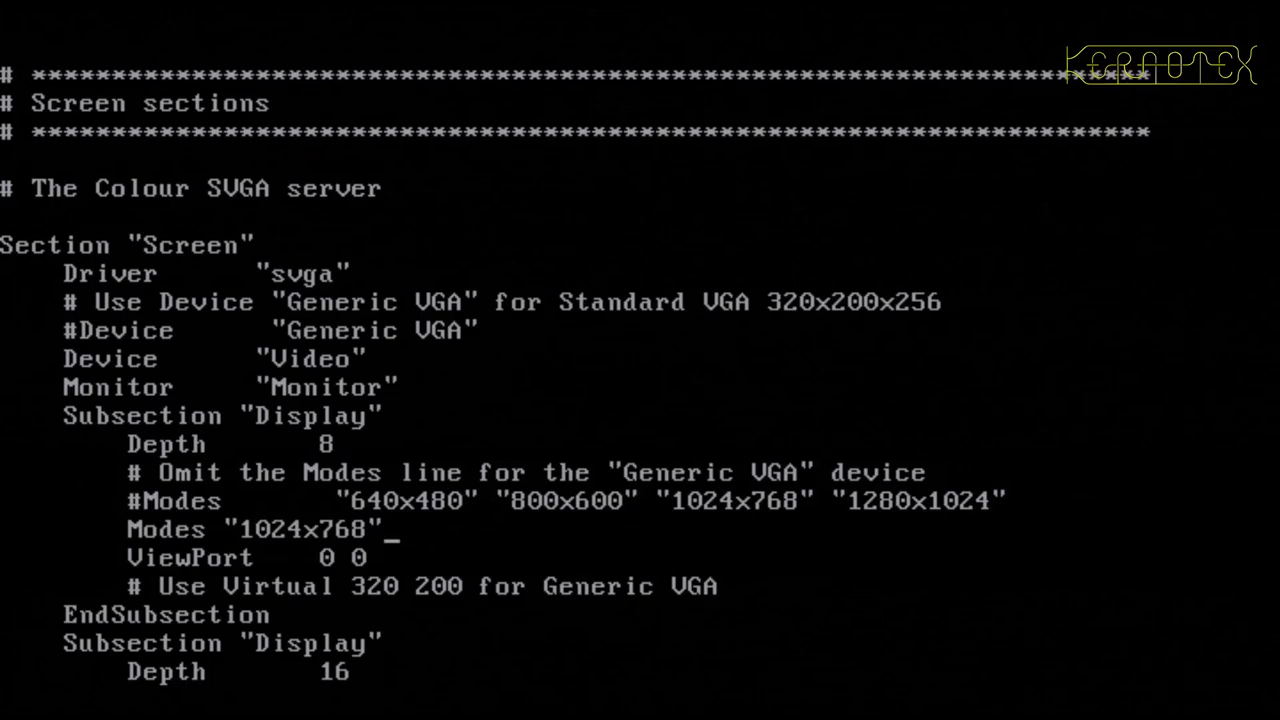 KERNOTEX
# **********************************************************************
# Screen sections
# **********************************************************************
# The Colour SVGA server
Section "Screen"
    Driver      "svga"
    # Use Device "Generic VGA" for Standard VGA 320x200x256
    #Device      "Generic VGA"
    Device      "Video"
    Monitor     "Monitor"
    Subsection "Display"
        Depth       8
        # Omit the Modes line for the "Generic VGA" device
        #Modes       "640x480" "800x600" "1024x768" "1280x1024"
        Modes "1024x768"_
        ViewPort    0 0
        # Use Virtual 320 200 for Generic VGA
    EndSubsection
    Subsection "Display"
        Depth       16